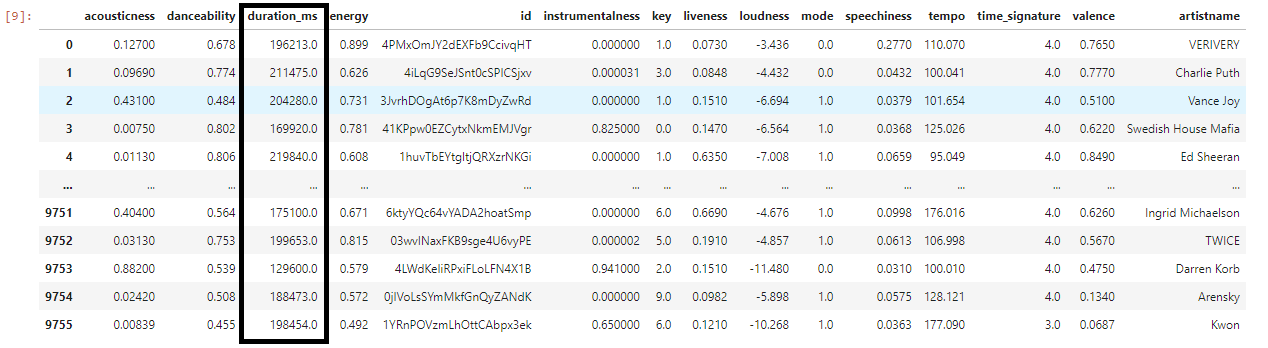 [9]: acousticness danceability duration_ms energy id instrumentalness key liveness loudness mode speechiness tempo time_signature valence artistname
0 0.12700 0.678 196213.0 0.899 4PMxOmJY2dEXFb9CcivqHT 0.000000 1.0 0.0730 -3.436 0.0 0.2770 110.070 4.0 0.7650 VERIVERY
1 0.09690 0.774 211475.0 0.626 4iLqG9SeJSnt0cSPICSjxv 0.000031 3.0 0.0848 -4.432 0.0 0.0432 100.041 4.0 0.7770 Charlie Puth
2 0.43100 0.484 204280.0 0.731 3JvrhDOgAt6p7K8mDyZwRd 0.000000 1.0 0.1510 -6.694 1.0 0.0379 101.654 4.0 0.5100 Vance Joy
3 0.00750 0.802 169920.0 0.781 41KPpw0EZCytxNkmEMJVgr 0.825000 0.0 0.1470 -6.564 1.0 0.0368 125.026 4.0 0.6220 Swedish House Mafia
4 0.01130 0.806 219840.0 0.608 1huvTbEYtgltjQRXzrNKGi 0.000000 1.0 0.6350 -7.008 1.0 0.0659 95.049 4.0 0.8490 Ed Sheeran
... ... ... ... ... ... ... ... ... ... ... ... ... ... ... ...
9751 0.40400 0.564 175100.0 0.671 6ktyYQc64vYADA2hoatSmp 0.000000 6.0 0.6690 -4.676 1.0 0.0998 176.016 4.0 0.6260 Ingrid Michaelson
9752 0.03130 0.753 199653.0 0.815 03wvINaxFKB9sge4U6vyPE 0.000002 5.0 0.1910 -4.857 1.0 0.0613 106.998 4.0 0.5670 TWICE
9753 0.88200 0.539 129600.0 0.579 4LWdKeIiRPxiFLoLFN4X1B 0.941000 2.0 0.1510 -11.480 0.0 0.0310 100.010 4.0 0.4750 Darren Korb
9754 0.02420 0.508 188473.0 0.572 0jIVoLsSYmMkfGnQyZANdK 0.000000 9.0 0.0982 -5.898 1.0 0.0575 128.121 4.0 0.1340 Arensky
9755 0.00839 0.455 198454.0 0.492 1YRnPOVzmLhOttCAbpx3ek 0.650000 6.0 0.1210 -10.268 1.0 0.0363 177.090 3.0 0.0687 Kwon